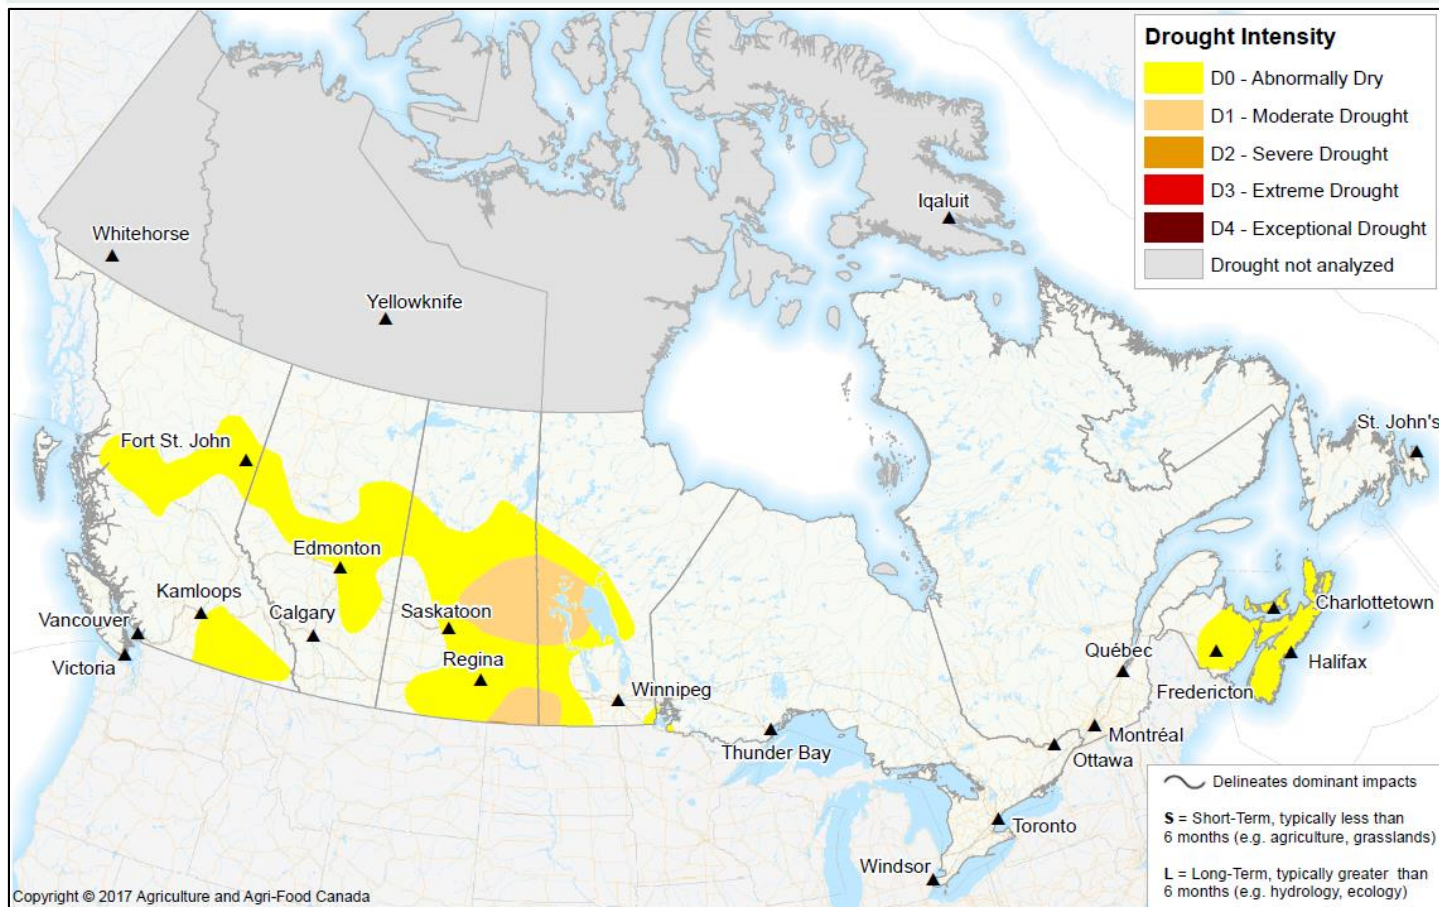 Drought Intensity
D0 - Abnormally Dry
D1 - Moderate Drought
D2 - Severe Drought
D3 - Extreme Drought
D4 - Exceptional Drought
Drought not analyzed
Iqaluit
Whitehorse
Yellowknife
St. John's
Fort St. John
Edmonton
Kamloops
Calgary
Saskatoon
Vancouver
Victoria
Regina
Winnipeg
Charlottetown
Halifax
Québec
Fredericton
Thunder Bay
Montréal
Ottawa
Toronto
Windsor
Delineates dominant impacts
S = Short-Term, typically less than
6 months (e.g. agriculture, grasslands)
L = Long-Term, typically greater than
6 months (e.g. hydrology, ecology)
Copyright © 2017 Agriculture and Agri-Food Canada